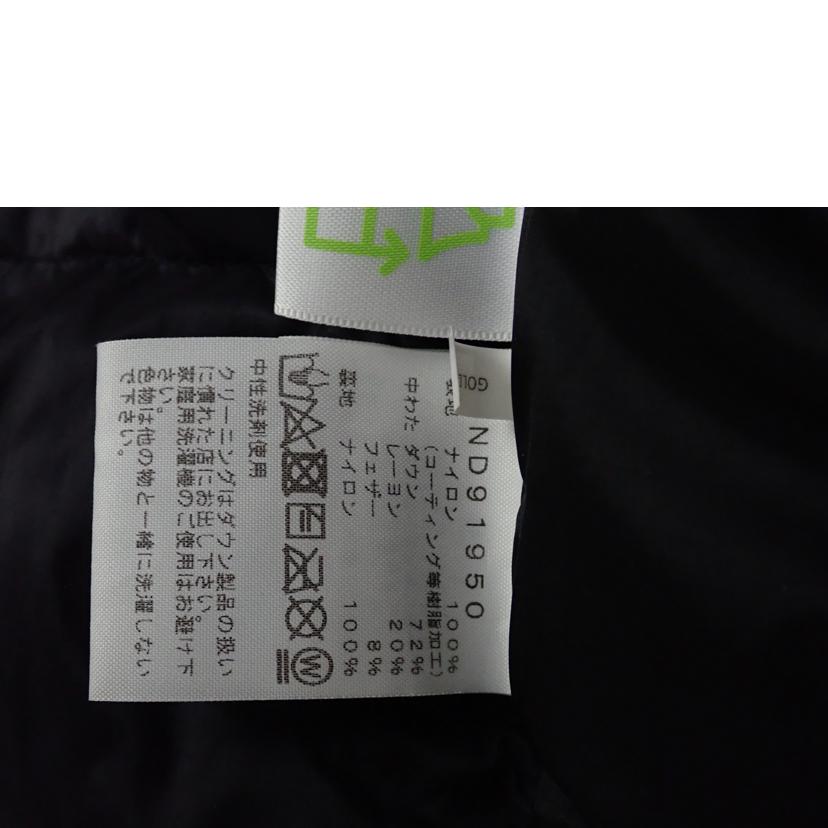 GOL
ND91950
表地 ナイロン 100%
(コーティング等樹脂加工)
中わた ダウン 72%
レーヨン 20%
フェザー 8%
裏地 ナイロン 100%
W
中性洗剤使用
クリーニングはダウン製品の扱い
に慣れた店にお出し下さい。
家庭用洗濯機のご使用はお避け下
さい。
色物は他の物と一緒に洗濯しない
で下さい。